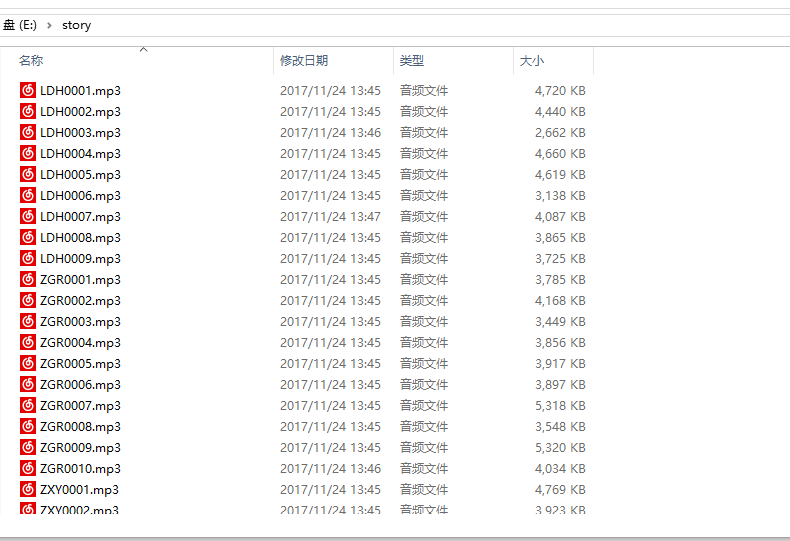 盘 (E:) › story
名称 修改日期 类型 大小
LDH0001.mp3 2017/11/24 13:45 音频文件 4,720 KB
LDH0002.mp3 2017/11/24 13:45 音频文件 4,440 KB
LDH0003.mp3 2017/11/24 13:46 音频文件 2,662 KB
LDH0004.mp3 2017/11/24 13:45 音频文件 4,660 KB
LDH0005.mp3 2017/11/24 13:45 音频文件 4,619 KB
LDH0006.mp3 2017/11/24 13:45 音频文件 3,138 KB
LDH0007.mp3 2017/11/24 13:47 音频文件 4,087 KB
LDH0008.mp3 2017/11/24 13:45 音频文件 3,865 KB
LDH0009.mp3 2017/11/24 13:45 音频文件 3,725 KB
ZGR0001.mp3 2017/11/24 13:45 音频文件 3,785 KB
ZGR0002.mp3 2017/11/24 13:45 音频文件 4,168 KB
ZGR0003.mp3 2017/11/24 13:45 音频文件 3,449 KB
ZGR0004.mp3 2017/11/24 13:45 音频文件 3,856 KB
ZGR0005.mp3 2017/11/24 13:45 音频文件 3,917 KB
ZGR0006.mp3 2017/11/24 13:45 音频文件 3,897 KB
ZGR0007.mp3 2017/11/24 13:45 音频文件 5,318 KB
ZGR0008.mp3 2017/11/24 13:45 音频文件 3,548 KB
ZGR0009.mp3 2017/11/24 13:45 音频文件 5,320 KB
ZGR0010.mp3 2017/11/24 13:46 音频文件 4,034 KB
ZXY0001.mp3 2017/11/24 13:45 音频文件 4,769 KB
ZXY0002.mp3 2017/11/24 13:45 音频文件 3,923 KB